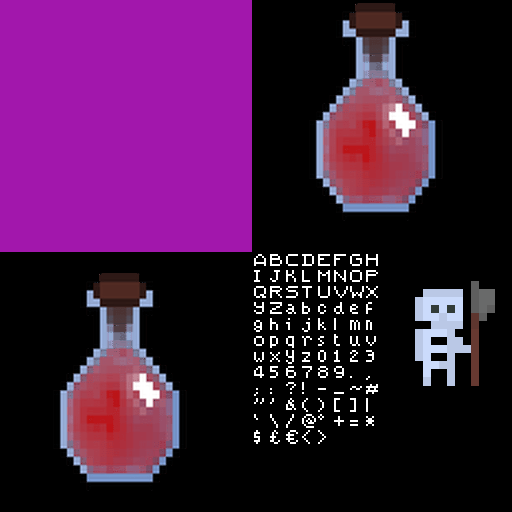 ABCDEFGH
IJKLMNOP
QRSTUVWX
YZabcdef
ghijklmn
opqrstuv
wxyz0123
456789.,
;:?!-_~#
"'&()[]|
`\/@°+=*
$£€<>